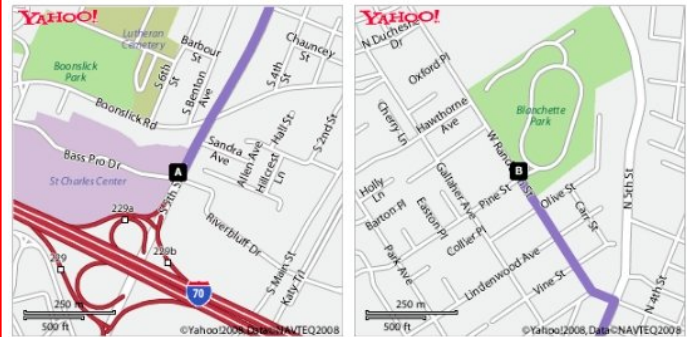 YAHOO!
Lutheran
Cemetery
Barbour
St
Chauncey
St
Boonslick
Park
S 6th
St
S Benton
Ave
S 4th
St
Boonslick Rd
Sandra
Ave
Hall St
S 2nd St
Allen Ave
Hillcrest
Ln
Bass Pro Dr
St Charles Center
A
S 5th St
Riverbluff Dr
229a
229b
229
70
S Main St
Katy Trl
250 m
500 ft
©Yahoo!2008, Data©NAVTEQ2008
YAHOO!
N Duchesne
Dr
Oxford Pl
Hawthorne
Ave
Cherry Ln
Blanchette
Park
W Ran
St
B
Holly
Ln
Gallaher Ave
Pine St
Olive St
Barton Pl
Easton Pl
Collier Pl
Carr St
N 5th St
Park Ave
Lindenwood Ave
Vine St
N 4th St
250 m
500 ft
©Yahoo!2008, Data©NAVTEQ2008